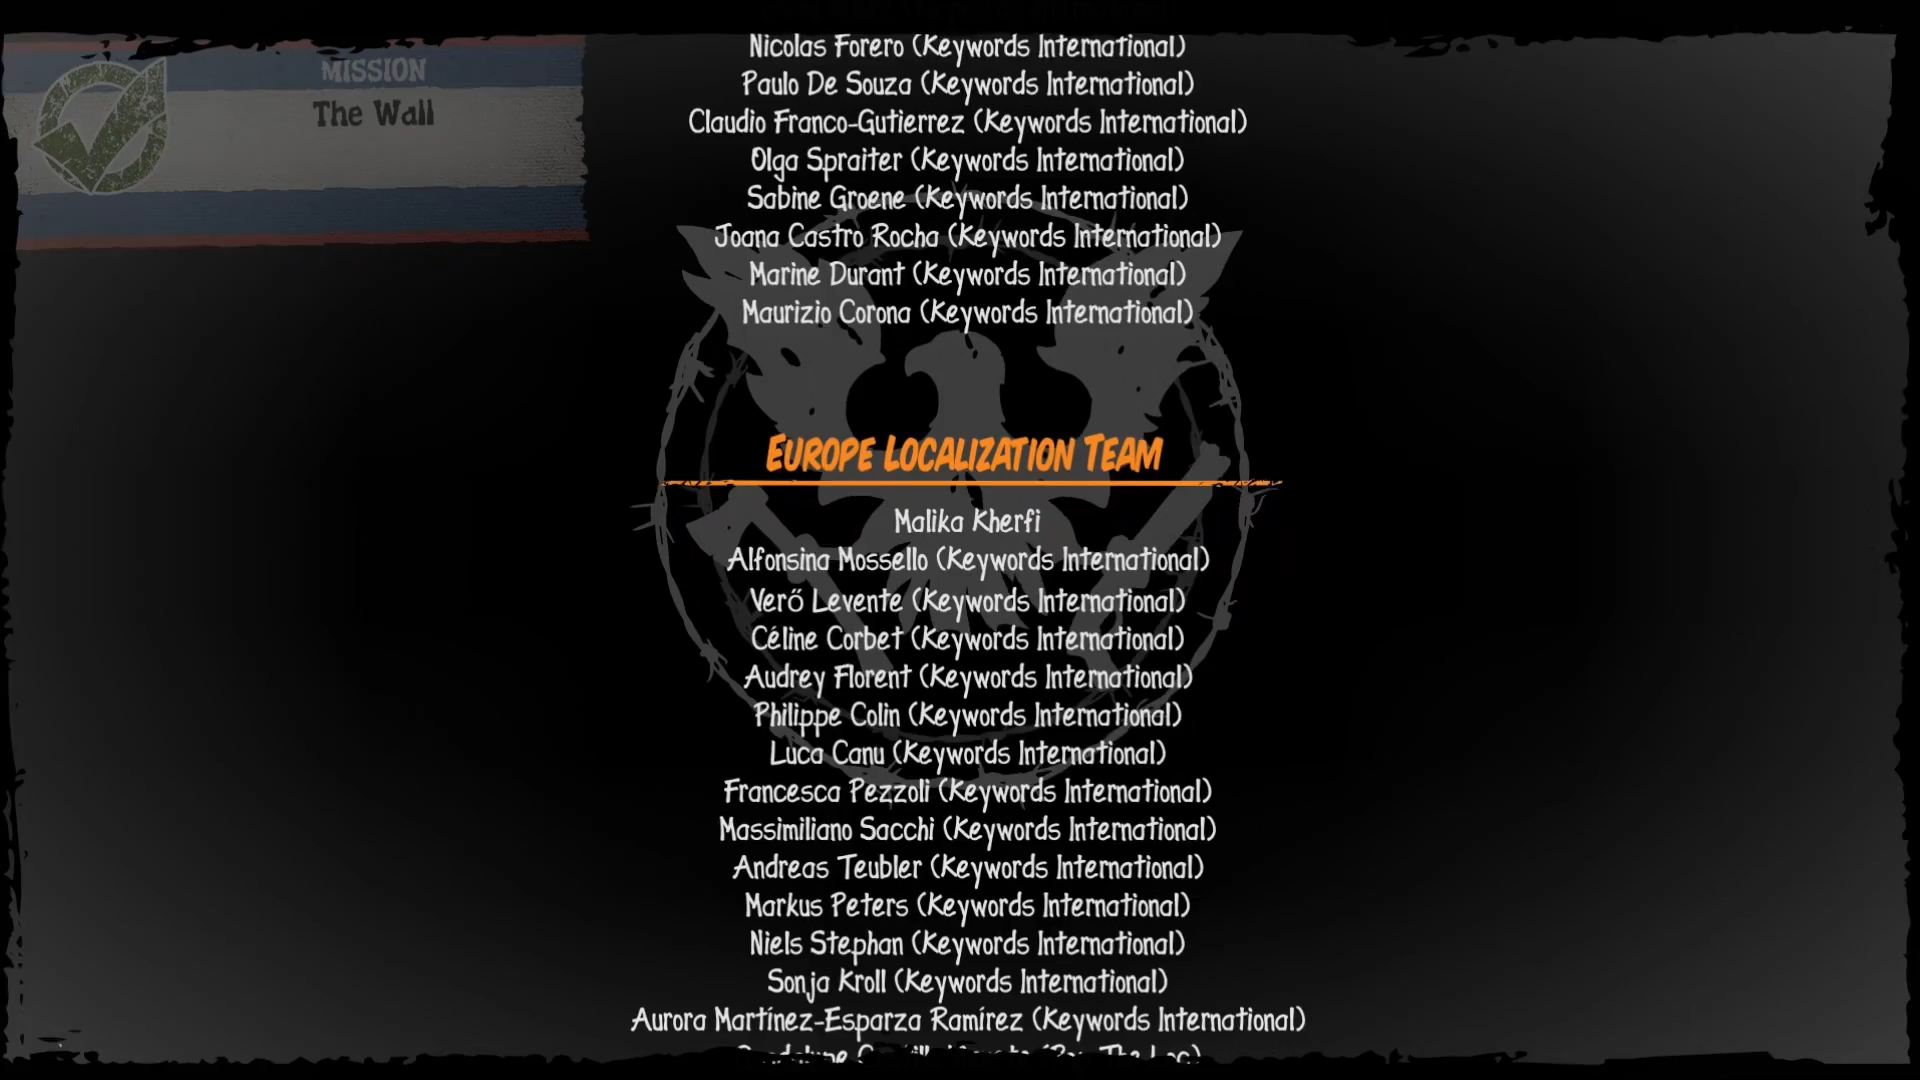 MISSION
The Wall
Nicolas Forero (Keywords International)
Paulo De Souza (Keywords International)
Claudio Franco-Gutierrez (Keywords International)
Olga Spraiter (Keywords International)
Sabine Groene (Keywords International)
Joana Castro Rocha (Keywords International)
Marine Durant (Keywords International)
Maurizio Corona (Keywords International)
EUROPE LOCALIZATION TEAM
Malika Kherfi
Alfonsina Mossello (Keywords International)
Verő Levente (Keywords International)
Céline Corbet (Keywords International)
Audrey Florent (Keywords International)
Philippe Colin (Keywords International)
Luca Canu (Keywords International)
Francesca Pezzoli (Keywords International)
Massimiliano Sacchi (Keywords International)
Andreas Teubler (Keywords International)
Markus Peters (Keywords International)
Niels Stephan (Keywords International)
Sonja Kroll (Keywords International)
Aurora Martínez-Esparza Ramírez (Keywords International)